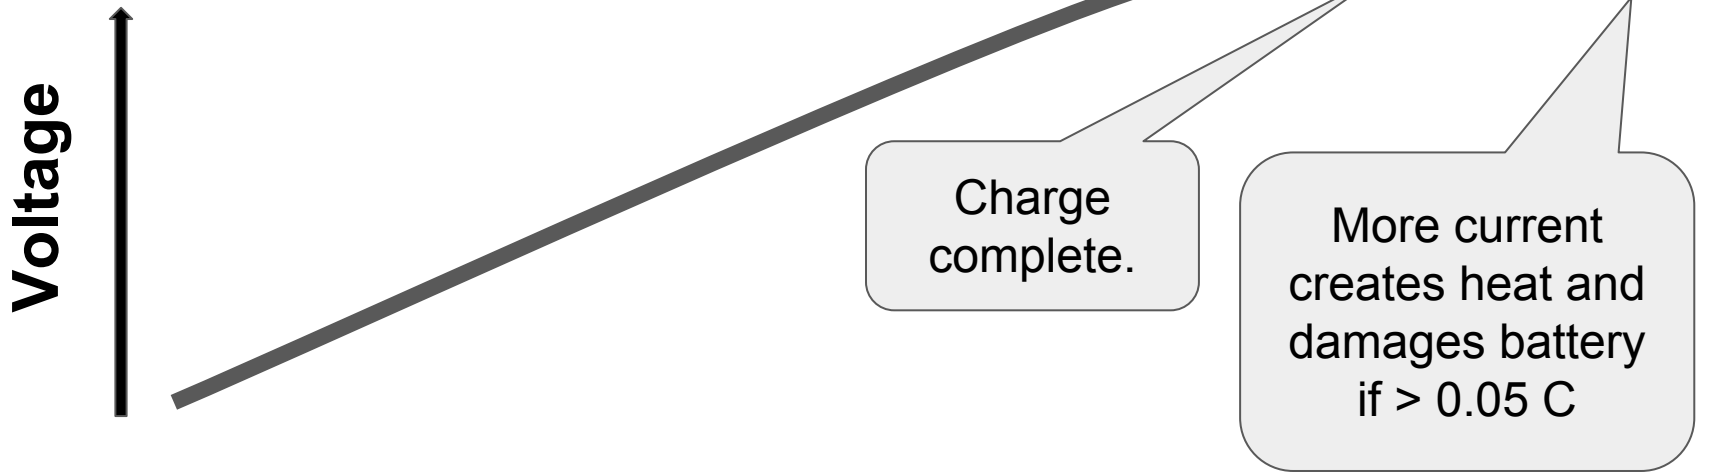 Voltage
Charge
complete.
More current
creates heat and
damages battery
if > 0.05 C